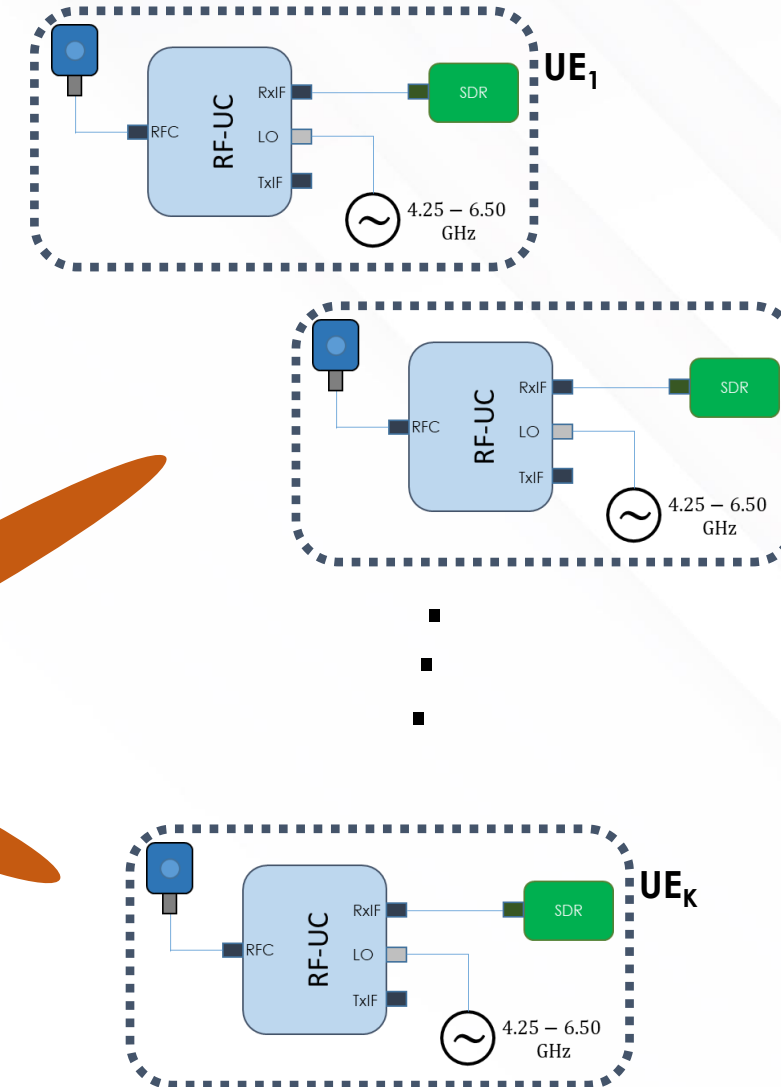 UE1
RxIF
SDR
RFC
RF-UC
LO
TxIF
4.25 – 6.50
GHz
RxIF
SDR
RFC
RF-UC
LO
TxIF
4.25 – 6.50
GHz
UEK
RxIF
SDR
RFC
RF-UC
LO
TxIF
4.25 – 6.50
GHz